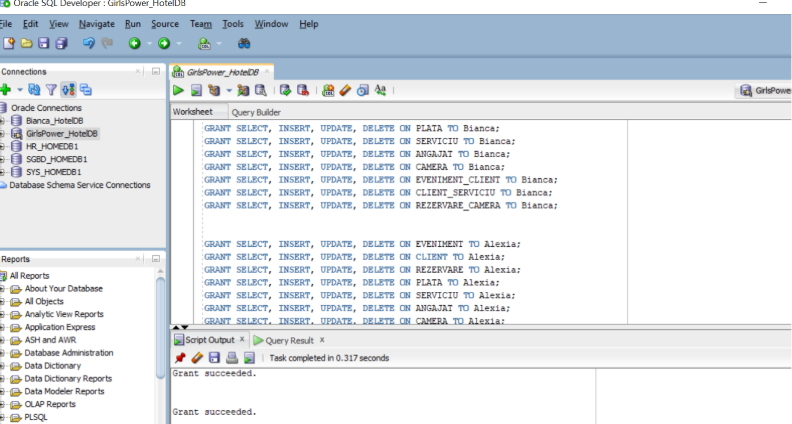 Oracle SQL Developer : GirlsPower_HotelDB
File Edit View Navigate Run Source Team Tools Window Help
Connections
Oracle Connections
Bianca_HotelDB
GirlsPower_HotelDB
HR_HOMEDB1
SGBD_HOMEDB1
SYS_HOMEDB1
Database Schema Service Connections
Reports
All Reports
About Your Database
All Objects
Analytic View Reports
Application Express
ASH and AWR
Database Administration
Data Dictionary
Data Dictionary Reports
Data Modeler Reports
OLAP Reports
PLSQL
GirlsPower_HotelDB
GirlsPower
Worksheet Query Builder
GRANT SELECT, INSERT, UPDATE, DELETE ON PLATA TO Bianca;
GRANT SELECT, INSERT, UPDATE, DELETE ON SERVICIU TO Bianca;
GRANT SELECT, INSERT, UPDATE, DELETE ON ANGAJAT TO Bianca;
GRANT SELECT, INSERT, UPDATE, DELETE ON CAMERA TO Bianca;
GRANT SELECT, INSERT, UPDATE, DELETE ON EVENIMENT_CLIENT TO Bianca;
GRANT SELECT, INSERT, UPDATE, DELETE ON CLIENT_SERVICIU TO Bianca;
GRANT SELECT, INSERT, UPDATE, DELETE ON REZERVARE_CAMERA TO Bianca;
GRANT SELECT, INSERT, UPDATE, DELETE ON EVENIMENT TO Alexia;
GRANT SELECT, INSERT, UPDATE, DELETE ON CLIENT TO Alexia;
GRANT SELECT, INSERT, UPDATE, DELETE ON REZERVARE TO Alexia;
GRANT SELECT, INSERT, UPDATE, DELETE ON PLATA TO Alexia;
GRANT SELECT, INSERT, UPDATE, DELETE ON SERVICIU TO Alexia;
GRANT SELECT, INSERT, UPDATE, DELETE ON ANGAJAT TO Alexia;
GRANT SELECT, INSERT, UPDATE, DELETE ON CAMERA TO Alexia;
Script Output x Query Result x
Task completed in 0.317 seconds
Grant succeeded.
Grant succeeded.